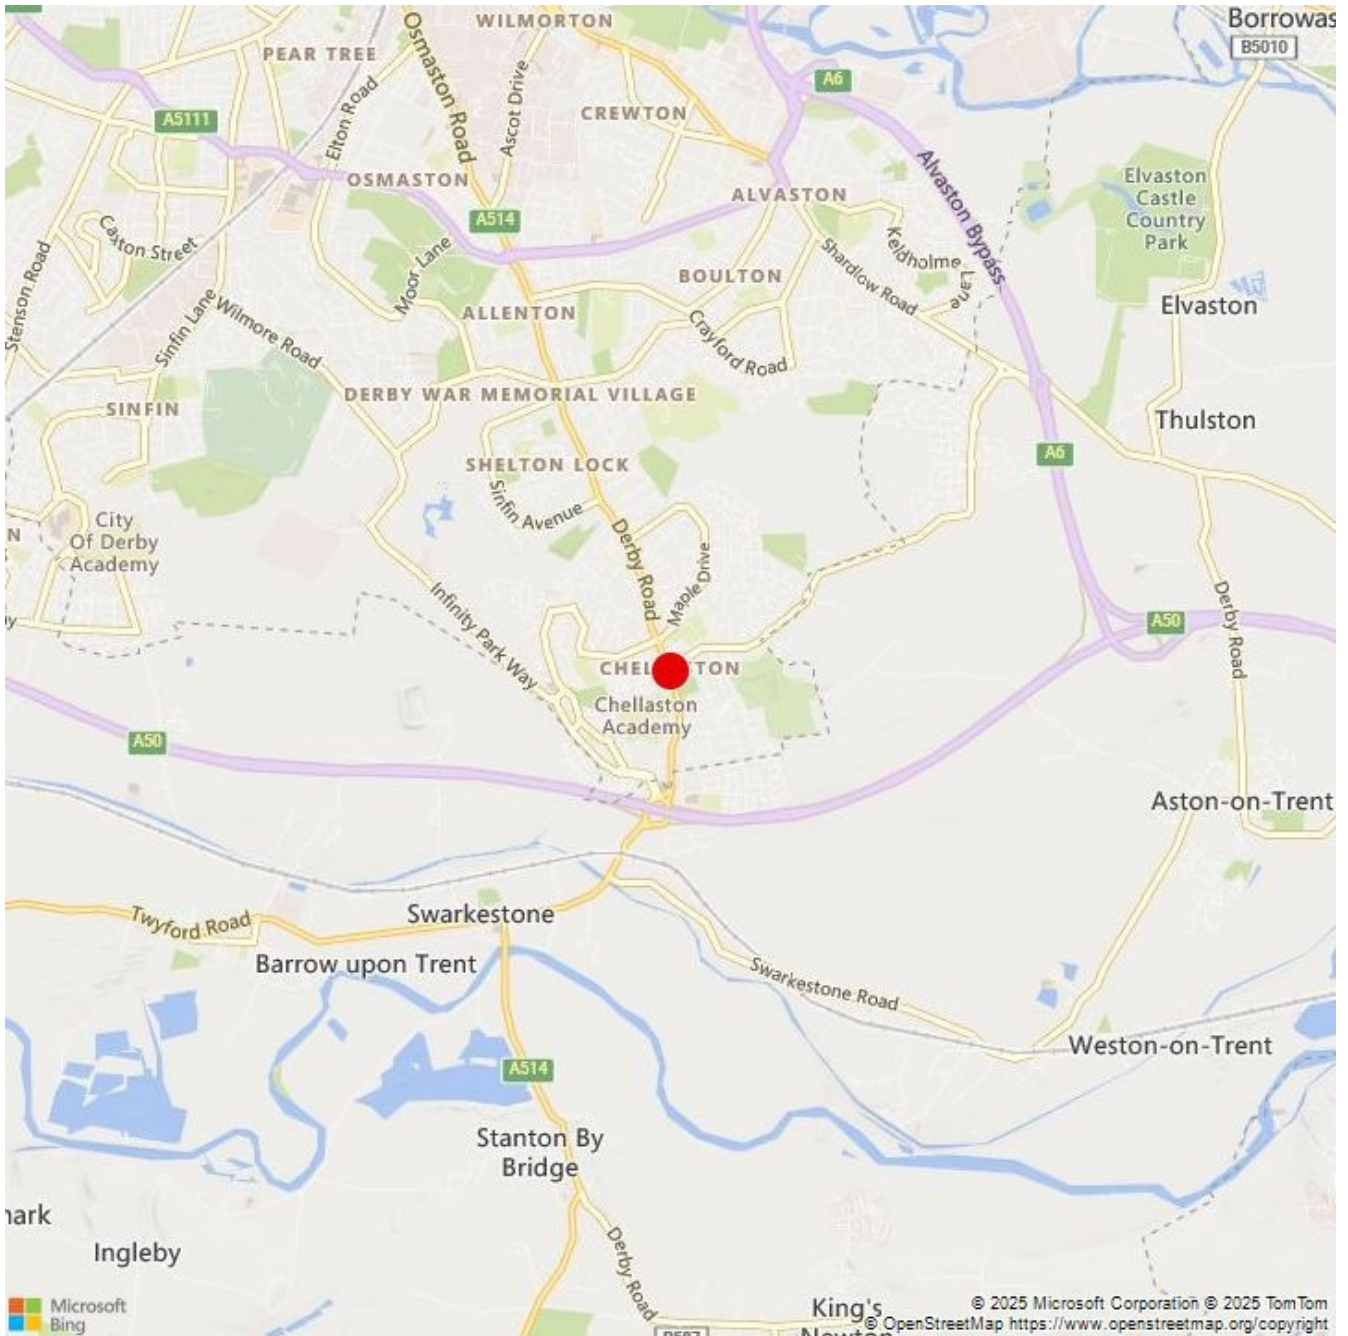 WILMORTON
Borrowas
B5010
PEAR TREE
Osmaston Road
Ascot Drive
Elton Road
A6
CREWTON
A5111
OSMASTON
ALVASTON
Alvaston Bypass
Elvaston
Castle
Country
Park
A514
Caxton Street
Moor Lane
Keldholme Lane
Shardlow Road
BOULTON
Stenson Road
Sinfin Lane
Wilmore Road
ALLENTON
Crayford Road
Elvaston
DERBY WAR MEMORIAL VILLAGE
SINFIN
Thulston
SHELTON LOCK
A6
Sinfin Avenue
City
Of Derby
Academy
N
Derby Road
Maple Drive
Infinity Park Way
Derby Road
A50
CHEL
TON
Chellaston
Academy
A50
Aston-on-Trent
Twyford Road
Swarkestone
Barrow upon Trent
Swarkestone Road
Weston-on-Trent
A514
Stanton By
Bridge
Derby Road
Ingleby
King's
Newton
Microsoft
Bing
© 2025 Microsoft Corporation © 2025 TomTom
© OpenStreetMap https://www.openstreetmap.org/copyright